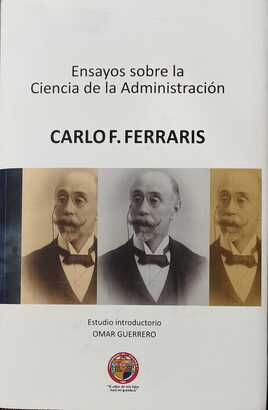 Ensayos sobre la
Ciencia de la Administración
CARLO F. FERRARIS
Estudio introductorio
OMAR GUERRERO